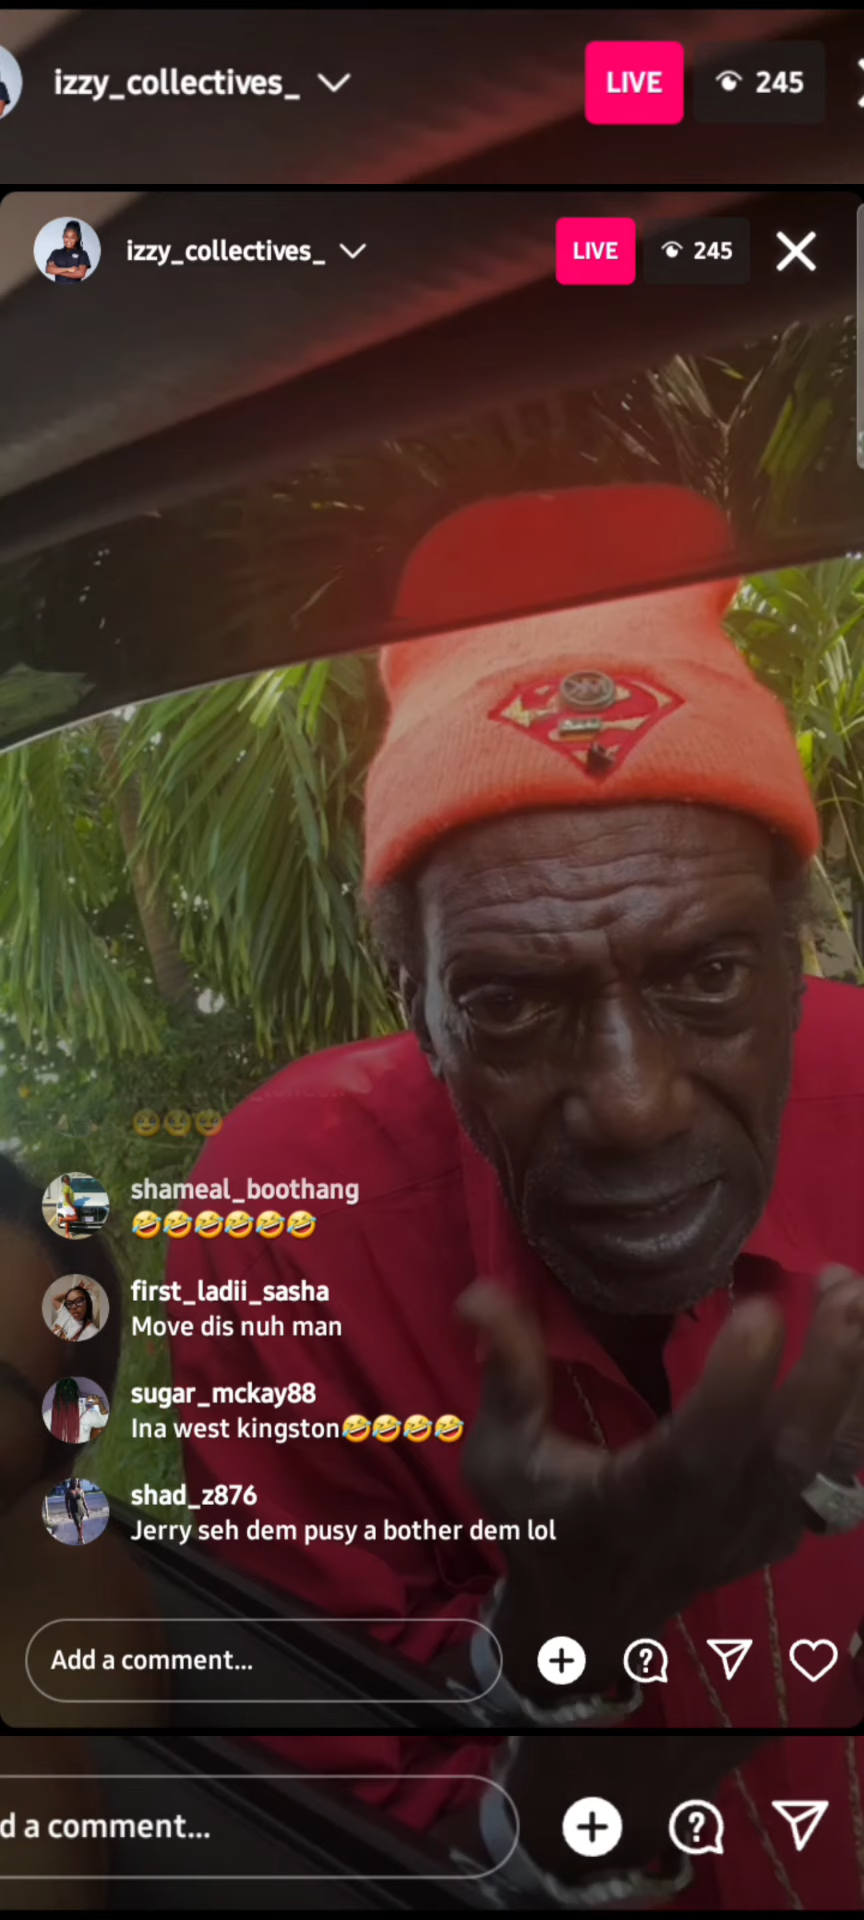 izzy_collectives_
LIVE
245
izzy_collectives_
LIVE
245
shameal_boothang
🤣🤣🤣🤣🤣🤣
first_ladii_sasha
Move dis nuh man
sugar_mckay88
Ina west kingston🤣🤣🤣🤣
shad_z876
Jerry seh dem pusy a bother dem lol
Add a comment...
d a comment...